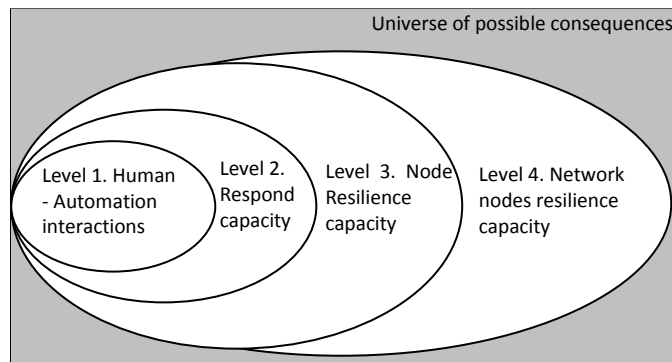 Universe of possible consequences
Level 1. Human
- Automation
interactions
Level 2.
Respond
capacity
Level 3. Node
Resilience
capacity
Level 4. Network
nodes resilience
capacity